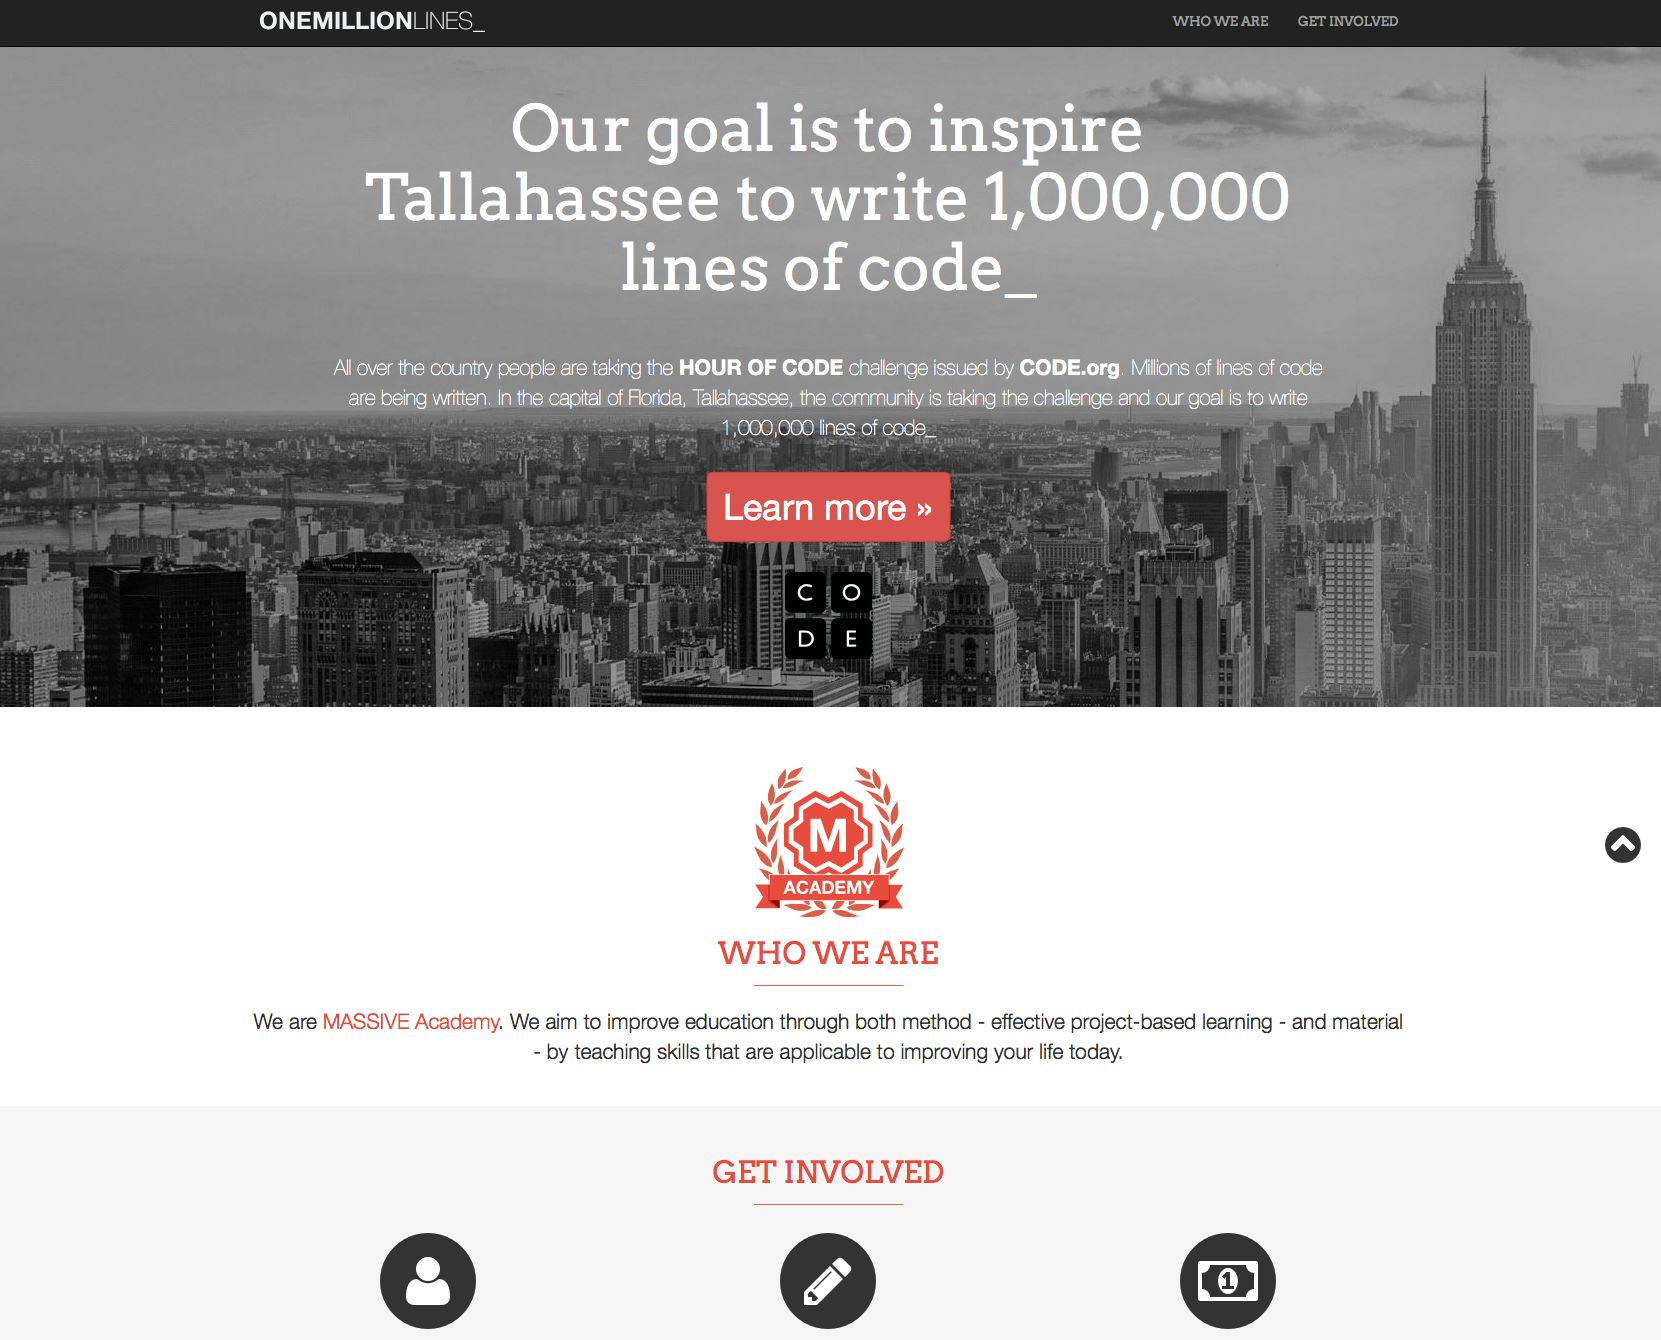 ONEMILLIONLINES_
WHO WE ARE
GET INVOLVED
Our goal is to inspire
Tallahassee to write 1,000,000
lines of code_
All over the country people are taking the HOUR OF CODE challenge issued by CODE.org. Millions of lines of code
are being written. In the capital of Florida, Tallahassee, the community is taking the challenge and our goal is to write
1,000,000 lines of code_
Learn more »
C O
D E
M
ACADEMY
WHO WE ARE
We are MASSIVE Academy. We aim to improve education through both method - effective project-based learning - and material
- by teaching skills that are applicable to improving your life today.
GET INVOLVED
1